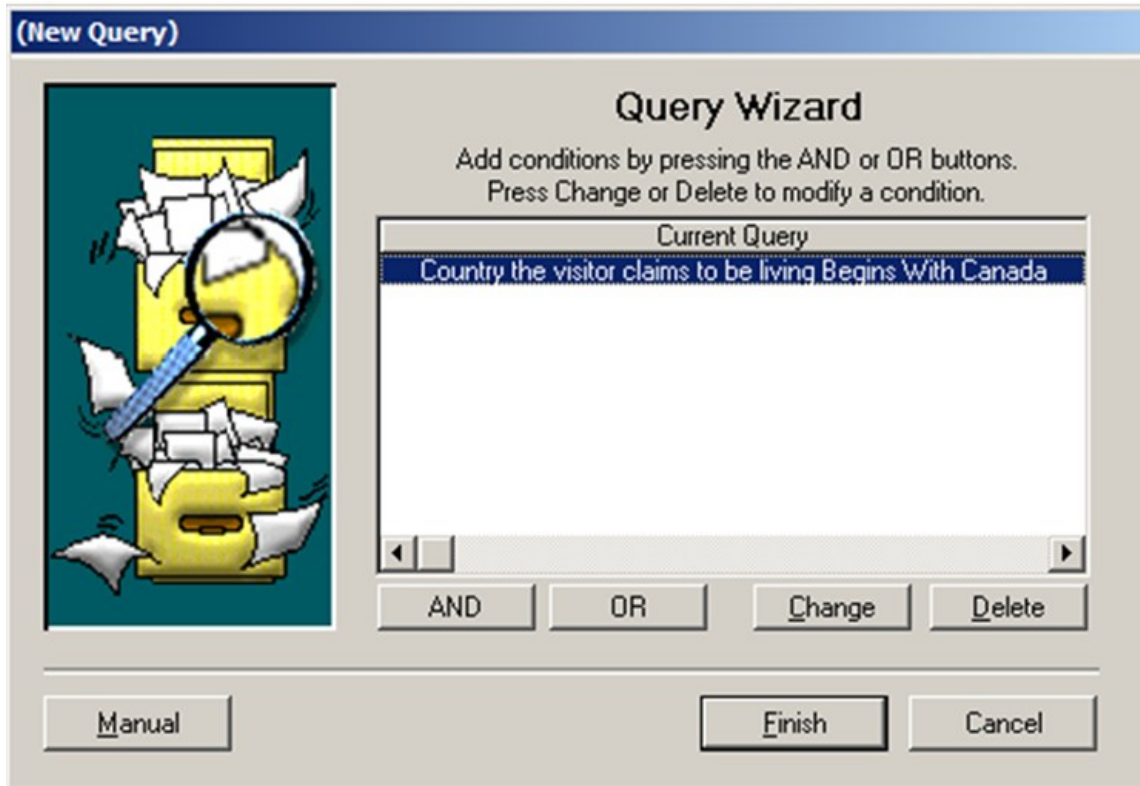 (New Query)
Query Wizard
Add conditions by pressing the AND or OR buttons.
Press Change or Delete to modify a condition.
Current Query
Country the visitor claims to be living Begins With Canada
AND OR Change Delete
Manual Finish Cancel